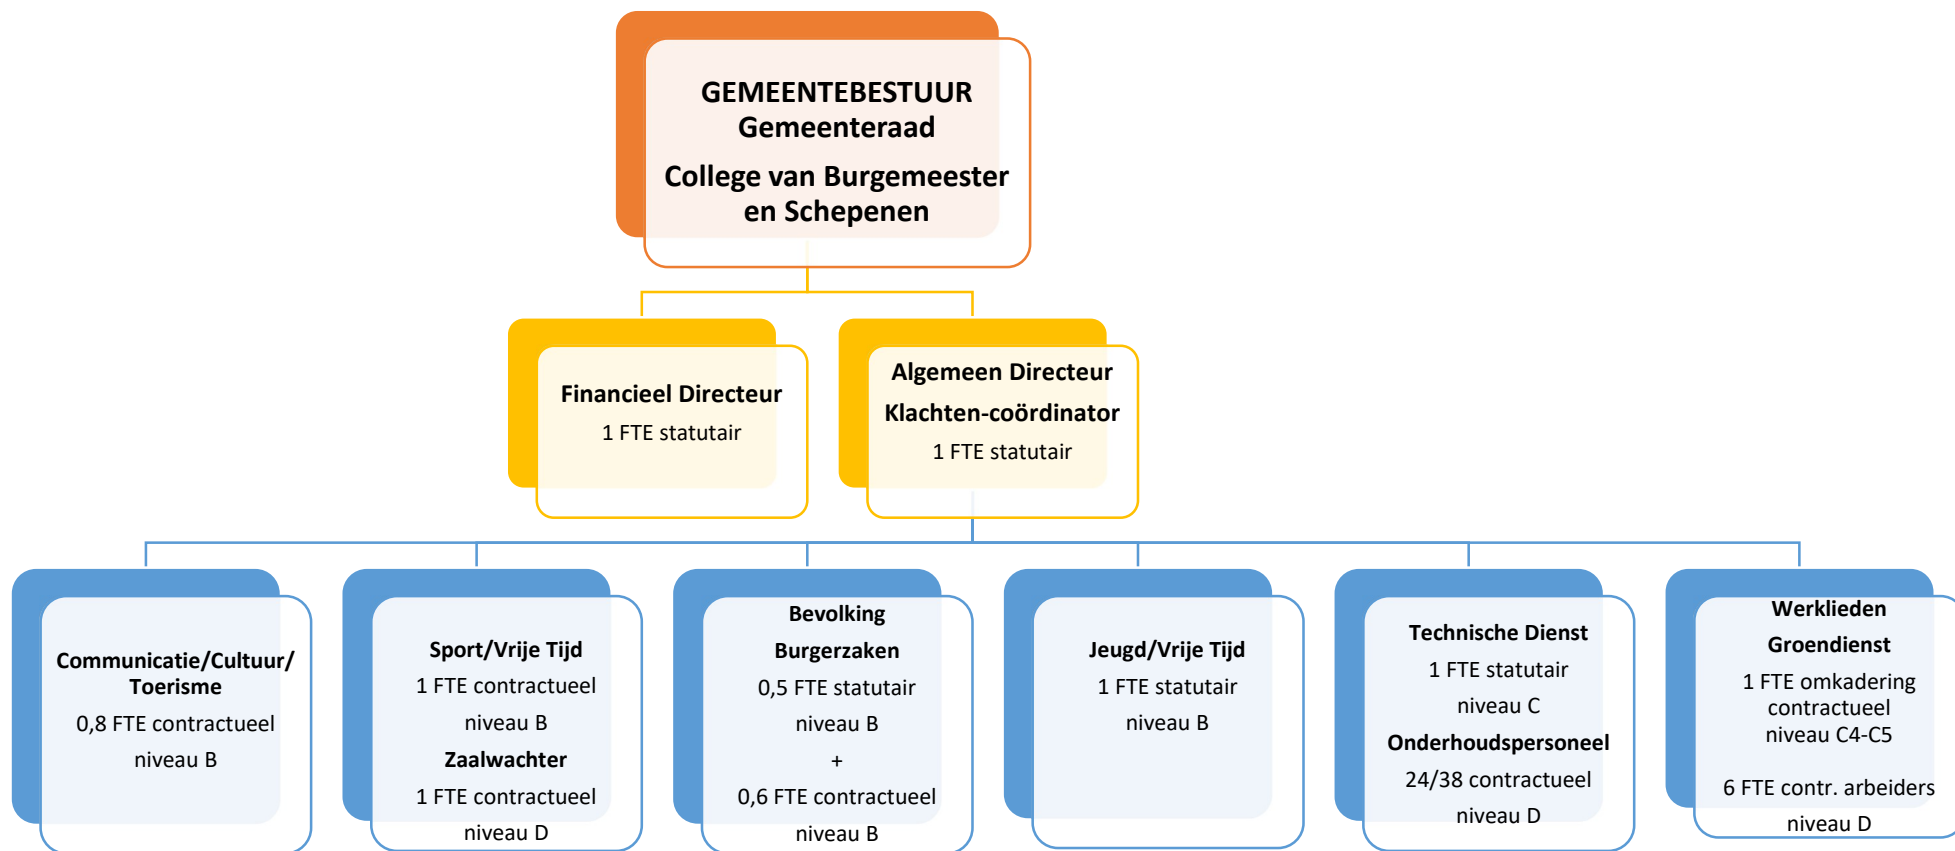 GEMEENTEBESTUUR
Gemeenteraad
College van Burgemeester
en Schepenen
Financieel Directeur
1 FTE statutair
Algemeen Directeur
Klachten-coördinator
1 FTE statutair
Communicatie/Cultuur/
Toerisme
0,8 FTE contractueel
niveau B
Sport/Vrije Tijd
1 FTE contractueel
niveau B
Zaalwachter
1 FTE contractueel
niveau D
Bevolking
Burgerzaken
0,5 FTE statutair
niveau B
+
0,6 FTE contractueel
niveau B
Jeugd/Vrije Tijd
1 FTE statutair
niveau B
Technische Dienst
1 FTE statutair
niveau C
Onderhoudspersoneel
24/38 contractueel
niveau D
Werklieden
Groendienst
1 FTE omkadering
contractueel
niveau C4-C5
6 FTE contr. arbeiders
niveau D